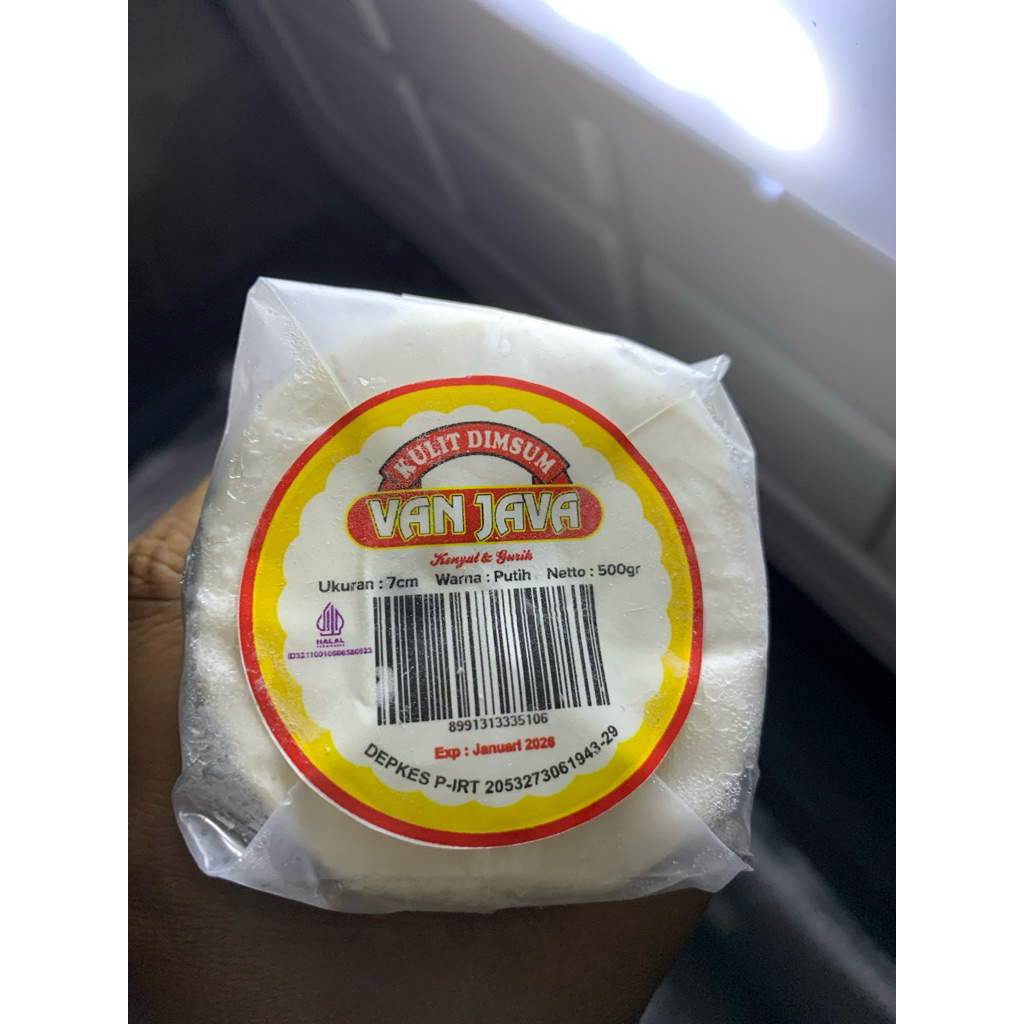 KULIT DIMSUM
VAN JAVA
Kenyal & Gurih
Ukuran : 7cm Warna : Putih Netto : 500gr
HALAL
INDONESIA
8991313335106
Exp : Januari 2026
DEPKES P-IRT 2053273061943-29